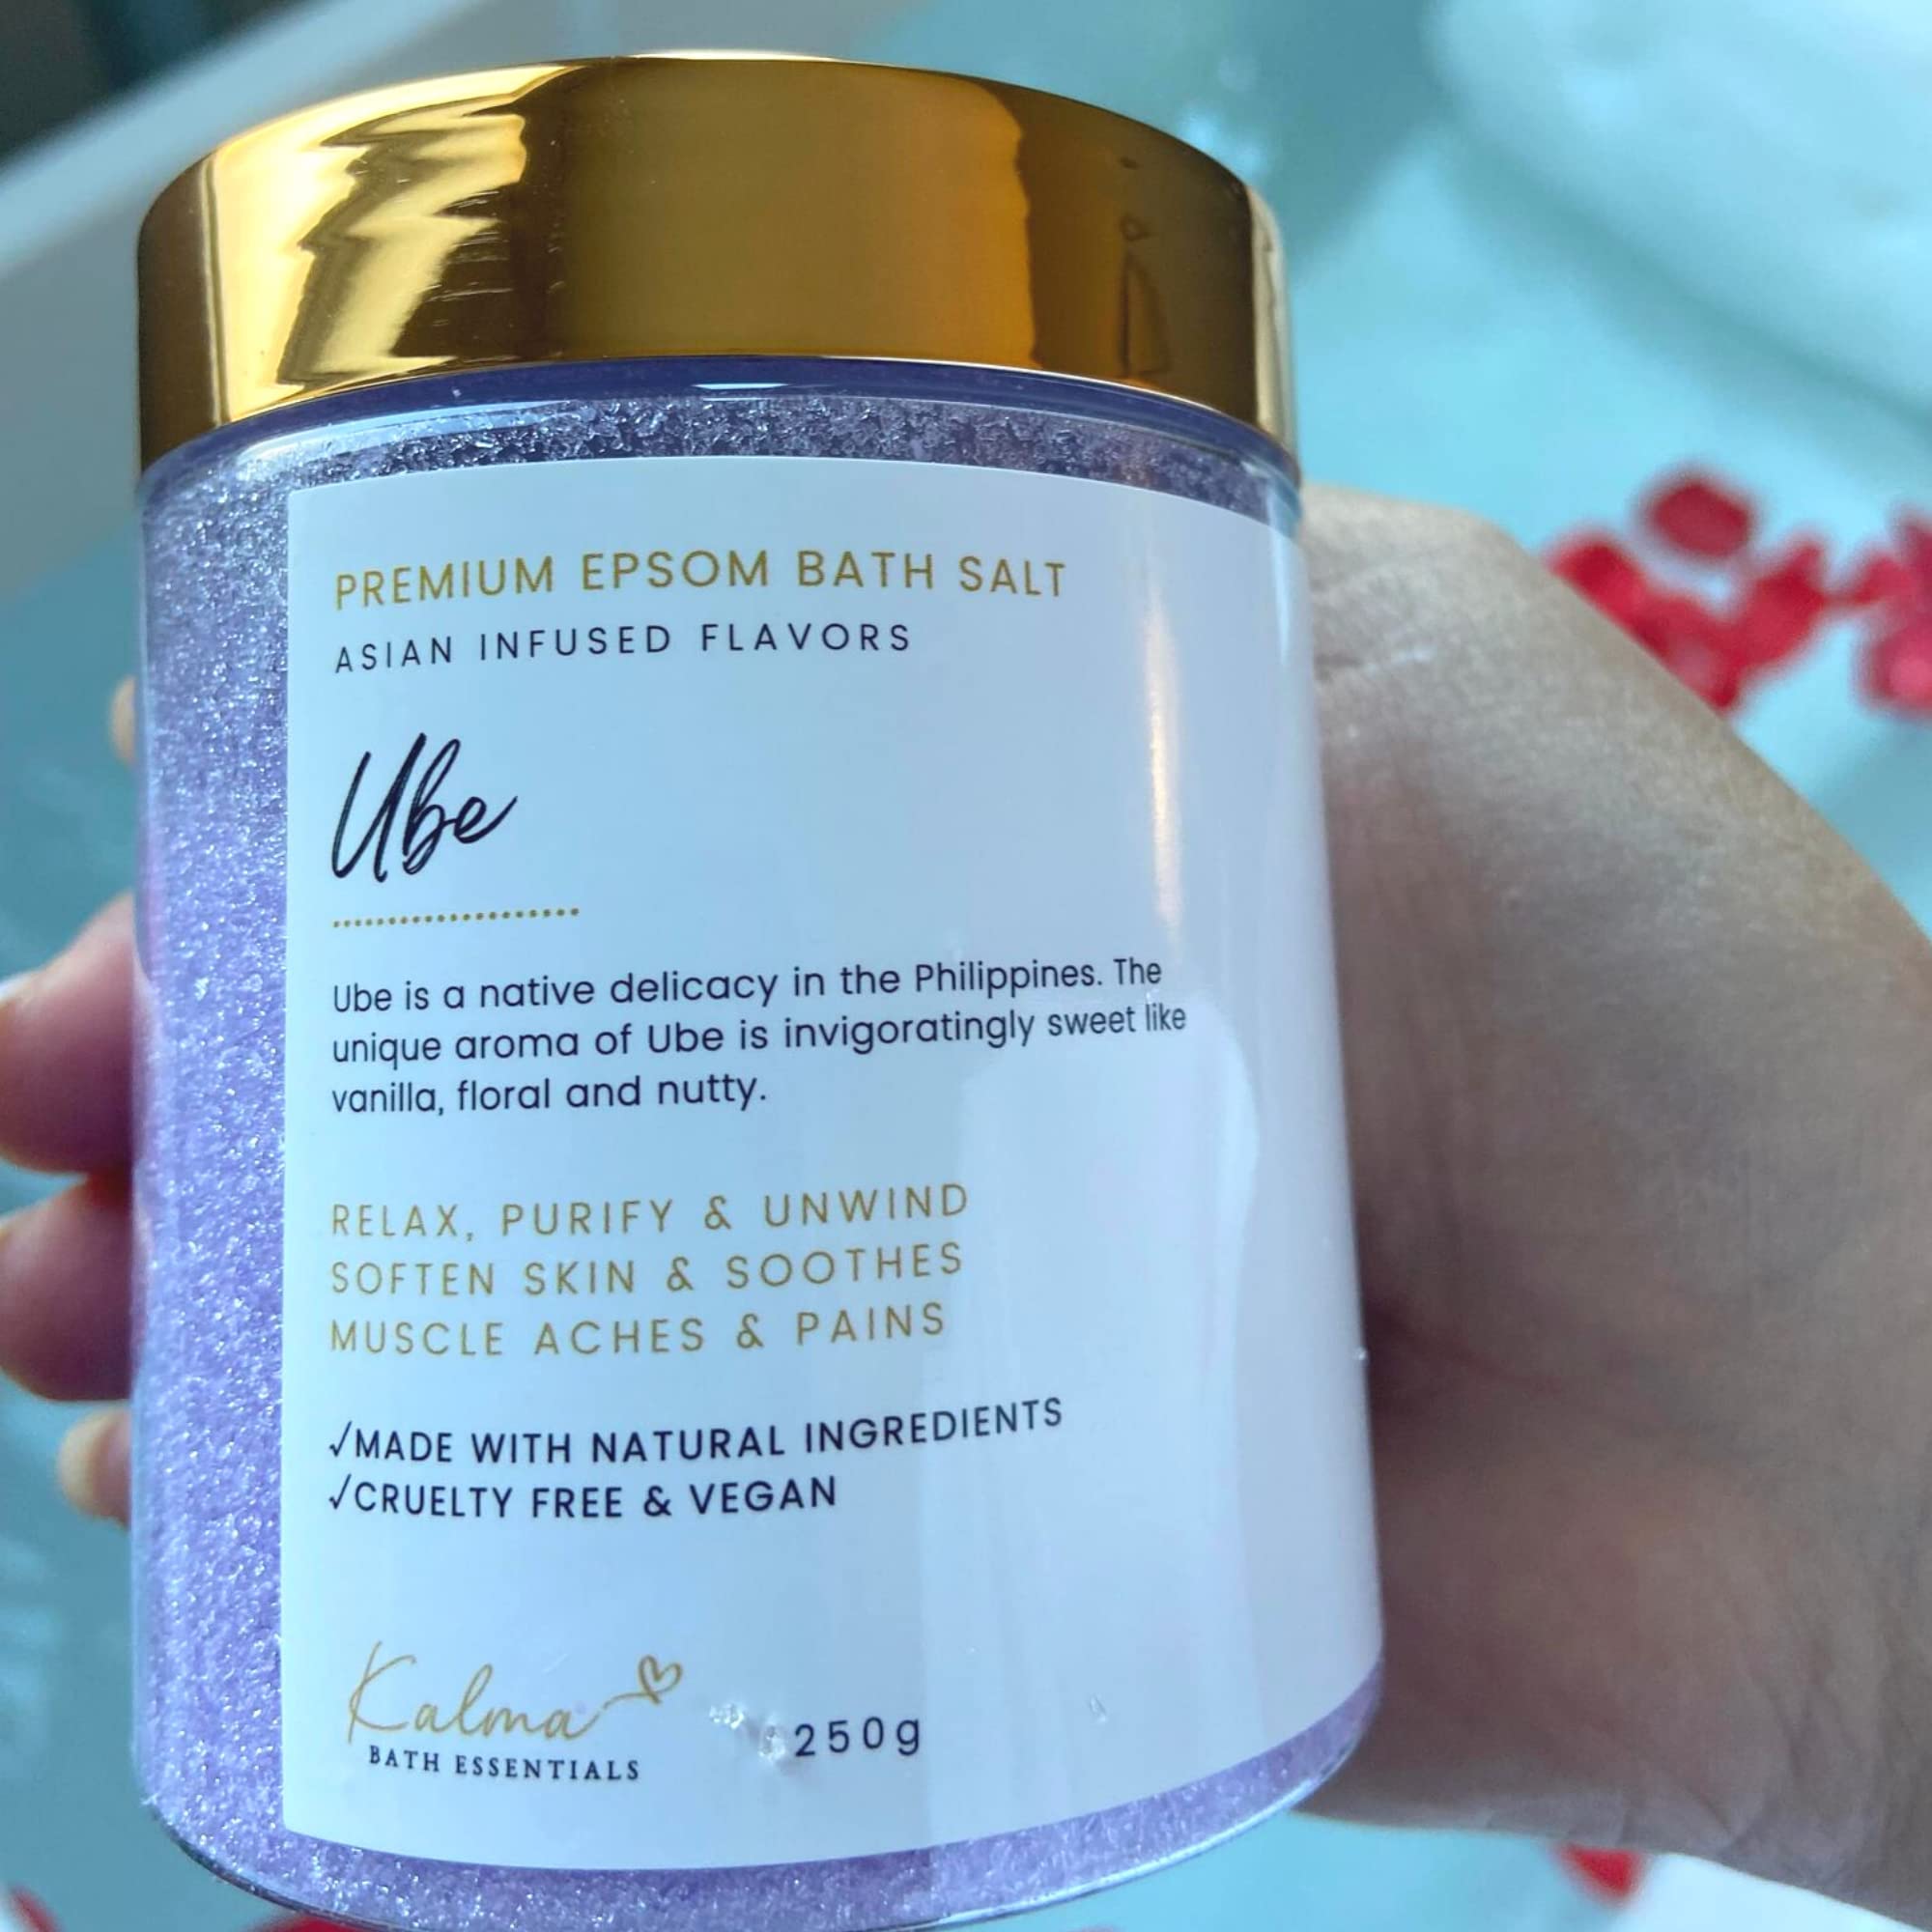 PREMIUM EPSOM BATH SALT
ASIAN INFUSED FLAVORS
Ube
Ube is a native delicacy in the Philippines. The
unique aroma of Ube is invigoratingly sweet like
vanilla, floral and nutty.
RELAX, PURIFY & UNWIND
SOFTEN SKIN & SOOTHES
MUSCLE ACHES & PAINS
√MADE WITH NATURAL INGREDIENTS
√CRUELTY FREE & VEGAN
Kalma
BATH ESSENTIALS
250g